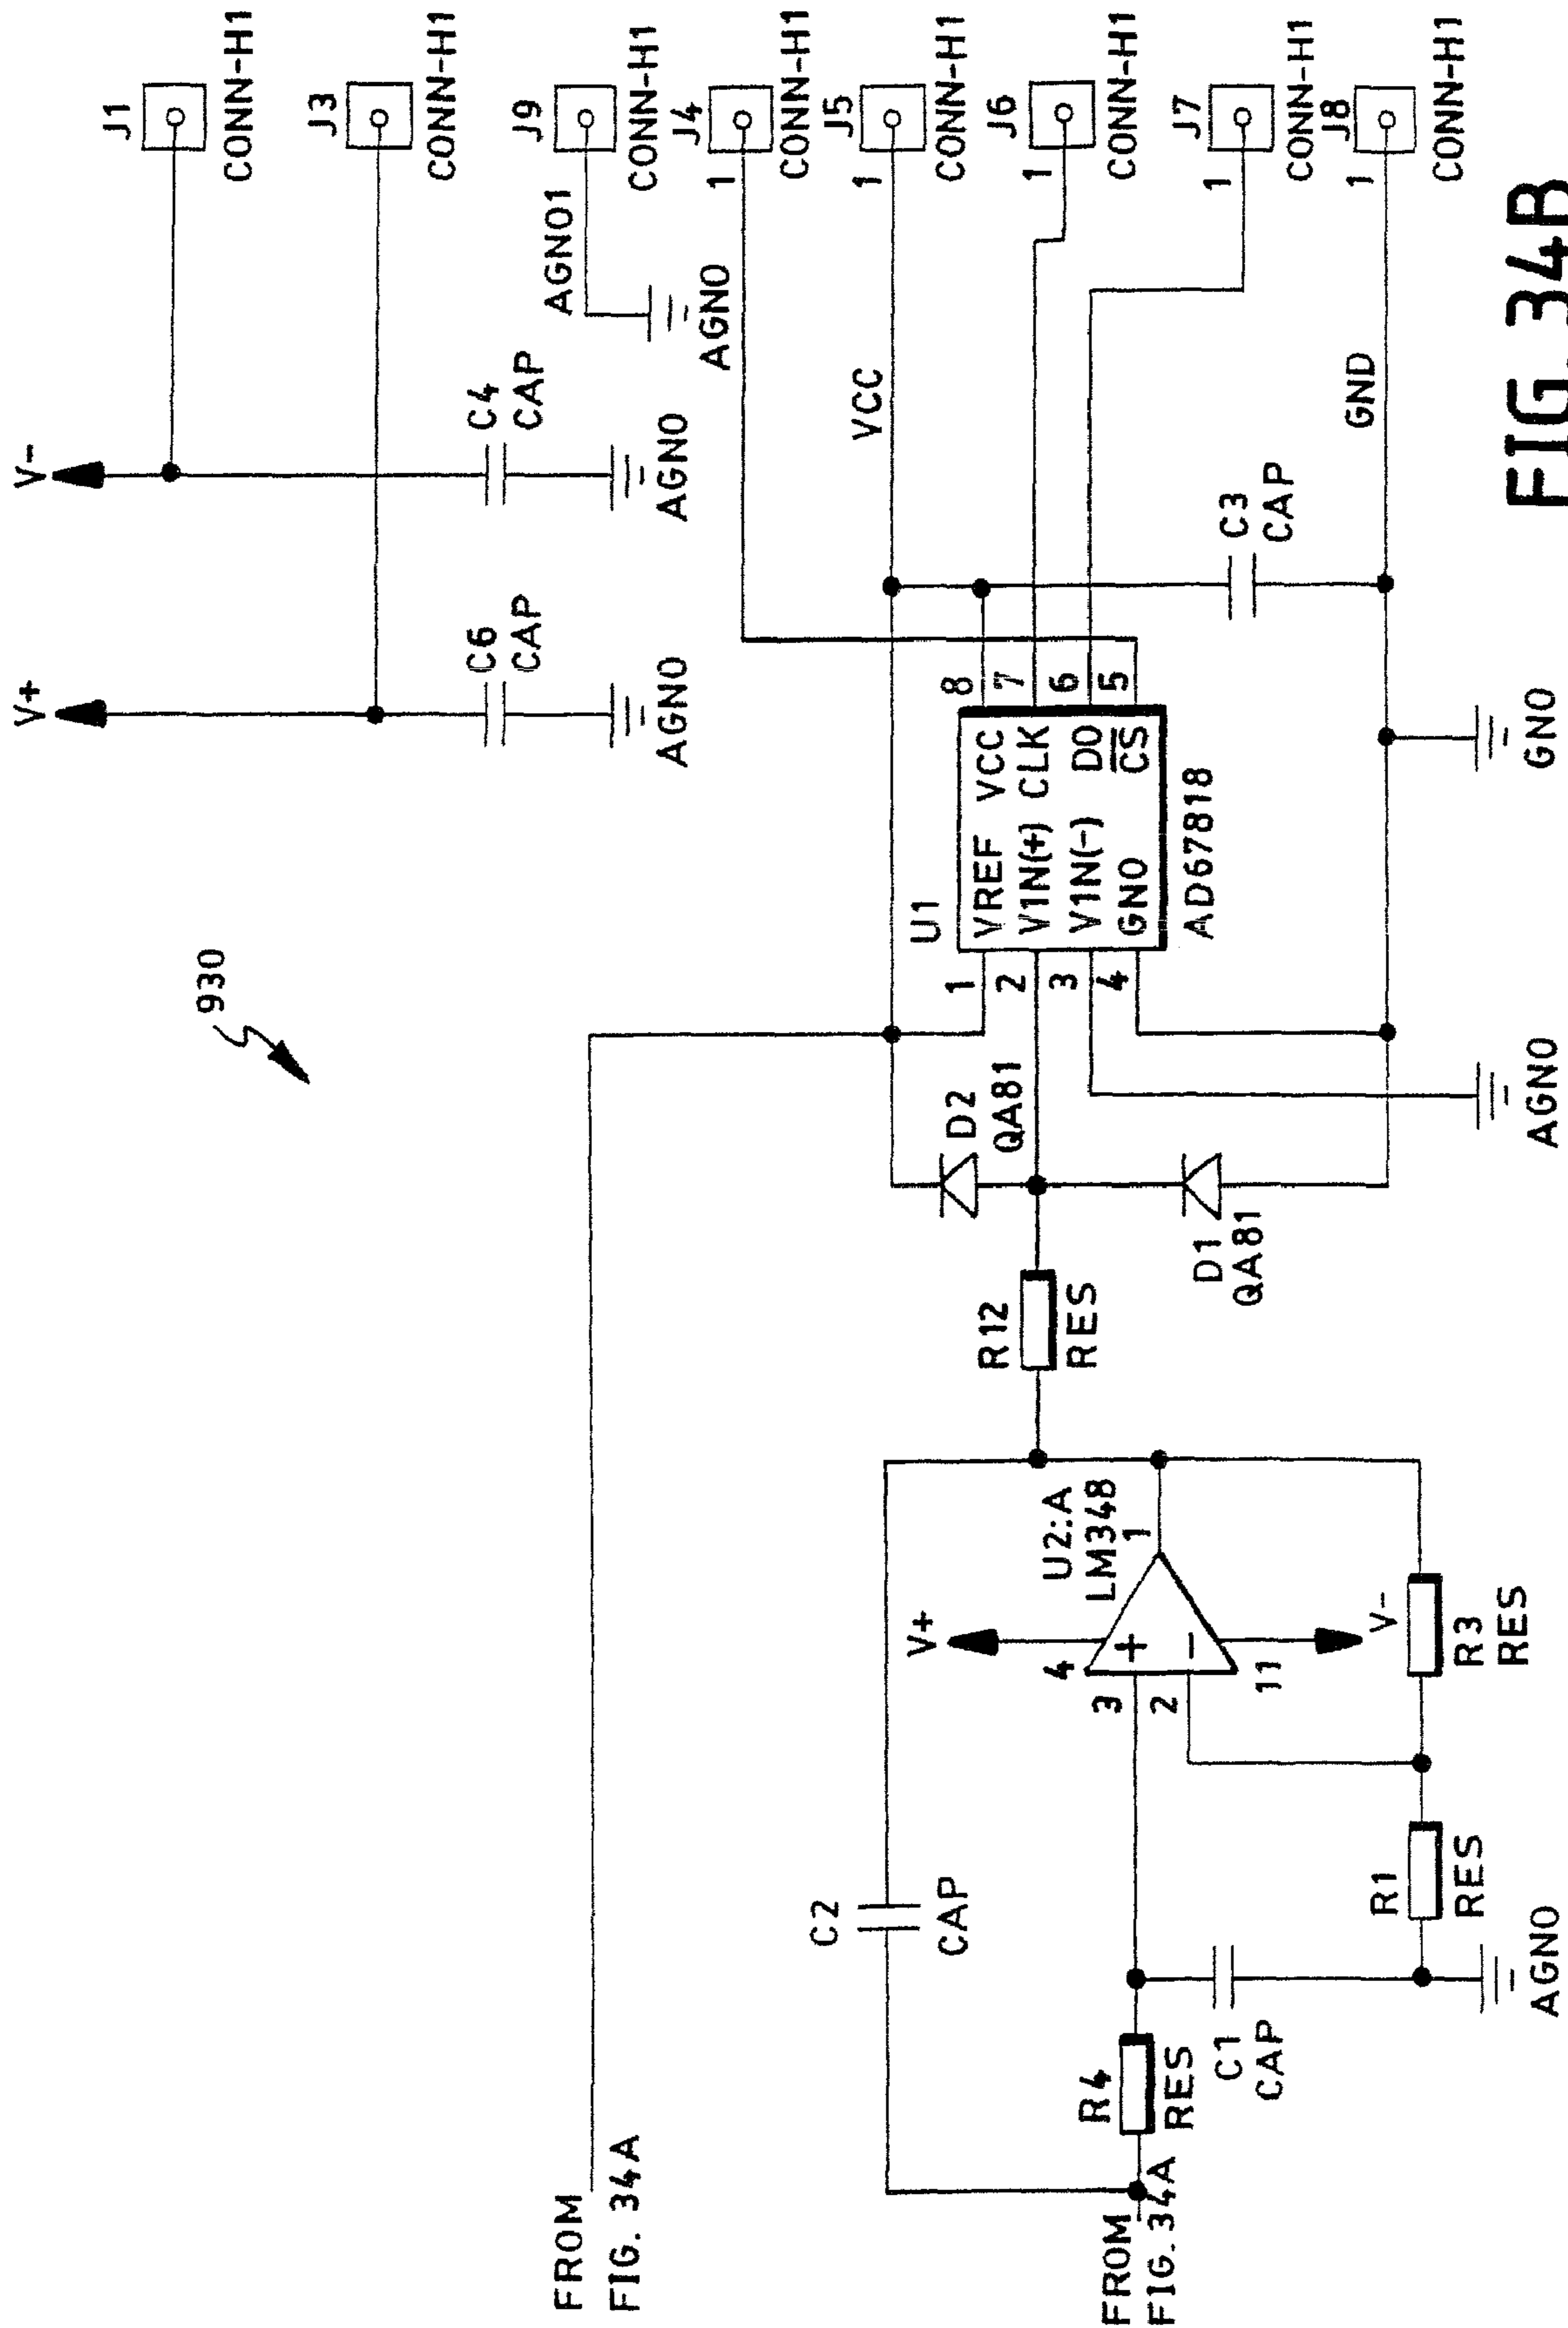 930
V+
V-
J1
CONN-H1
J3
CONN-H1
C6
CAP
AGNO
C4
CAP
AGNO
J9
CONN-H1
AGNO1
AGNO
J4
CONN-H1
1
J5
CONN-H1
1
VCC
J6
CONN-H1
1
J7
CONN-H1
1
J8
CONN-H1
1
GND
FROM
FIG. 34A
C2
CAP
FROM
FIG. 34A
R4
RES
C1
CAP
AGNO
R1
RES
R3
RES
V+
4
3
2
11
V-
U2:A
LM348
1
R12
RES
D2
QA81
D1
QA81
AGNO
U1
1
2
3
4
VREF VCC
V1N(+) CLK
V1N(-) DO
GNO CS
8
7
6
5
AD67818
C3
CAP
GNO
FIG. 34B